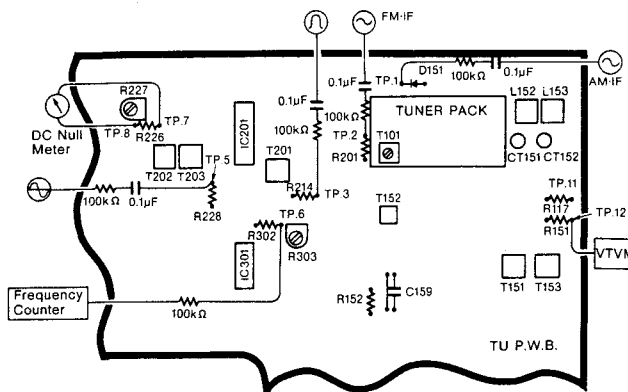 FM-IF
D151
TP.1
100kΩ
0.1μF
AM-IF
R227
TP.7
DC Null
Meter
TP.8
R226
IC201
0.1μF
100kΩ
0.1μF
100kΩ
TP.2
R201
TUNER PACK
T101
L152
L153
CT151
CT152
T202
T203
TP.5
T201
R214
TP.3
100kΩ
0.1μF
R228
TP.6
R302
R303
T152
TP.11
R117
R151
TP.12
VTVM
IC301
Frequency
Counter
100kΩ
R152
C159
T151
T153
TU P.W.B.